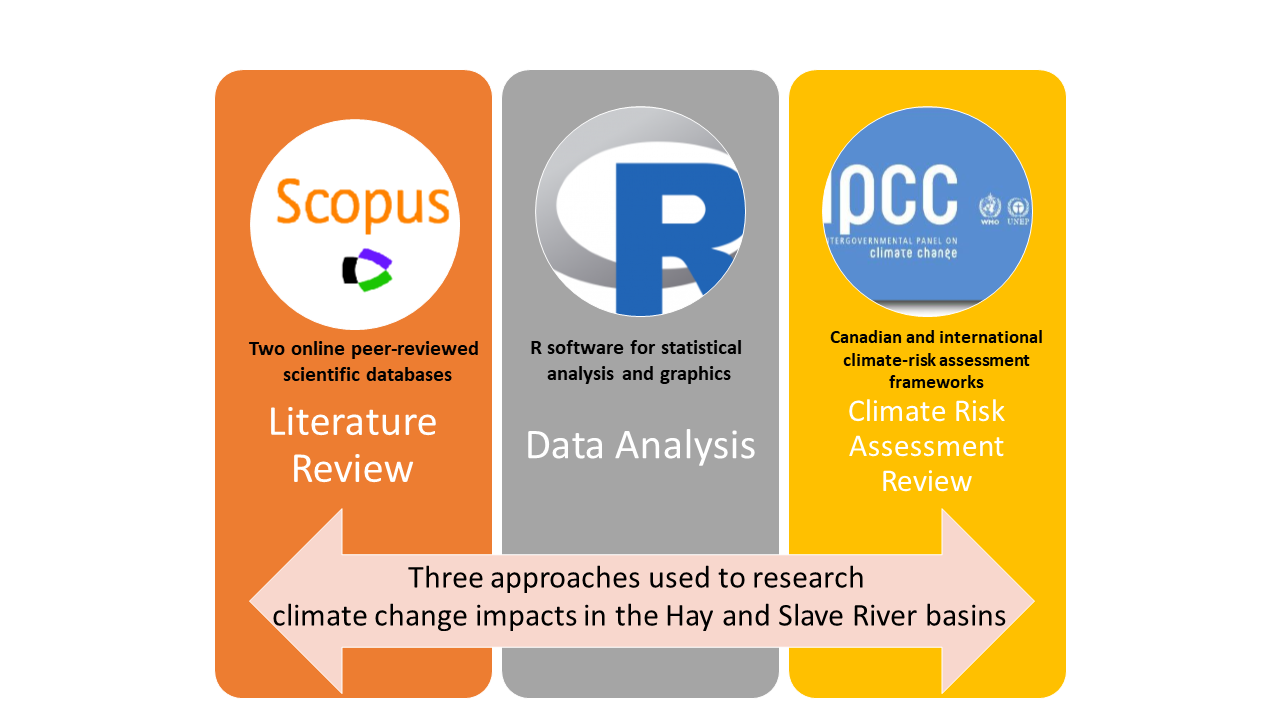 Scopus
Two online peer-reviewed
scientific databases
Literature
Review
R
R software for statistical
analysis and graphics
Data Analysis
ipcc
WMO UNEP
NTERGOVERNMENTAL PANEL ON
climate change
Canadian and international
climate-risk assessment
frameworks
Climate Risk
Assessment
Review
Three approaches used to research
climate change impacts in the Hay and Slave River basins